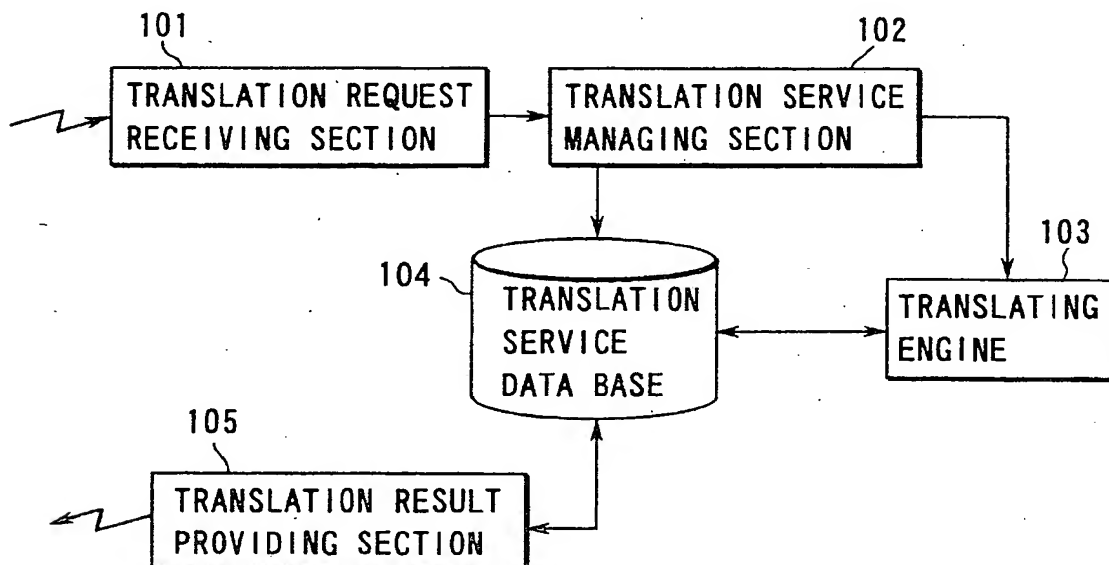 101
TRANSLATION REQUEST
RECEIVING SECTION
102
TRANSLATION SERVICE
MANAGING SECTION
103
TRANSLATING
ENGINE
104
TRANSLATION
SERVICE
DATA BASE
105
TRANSLATION RESULT
PROVIDING SECTION